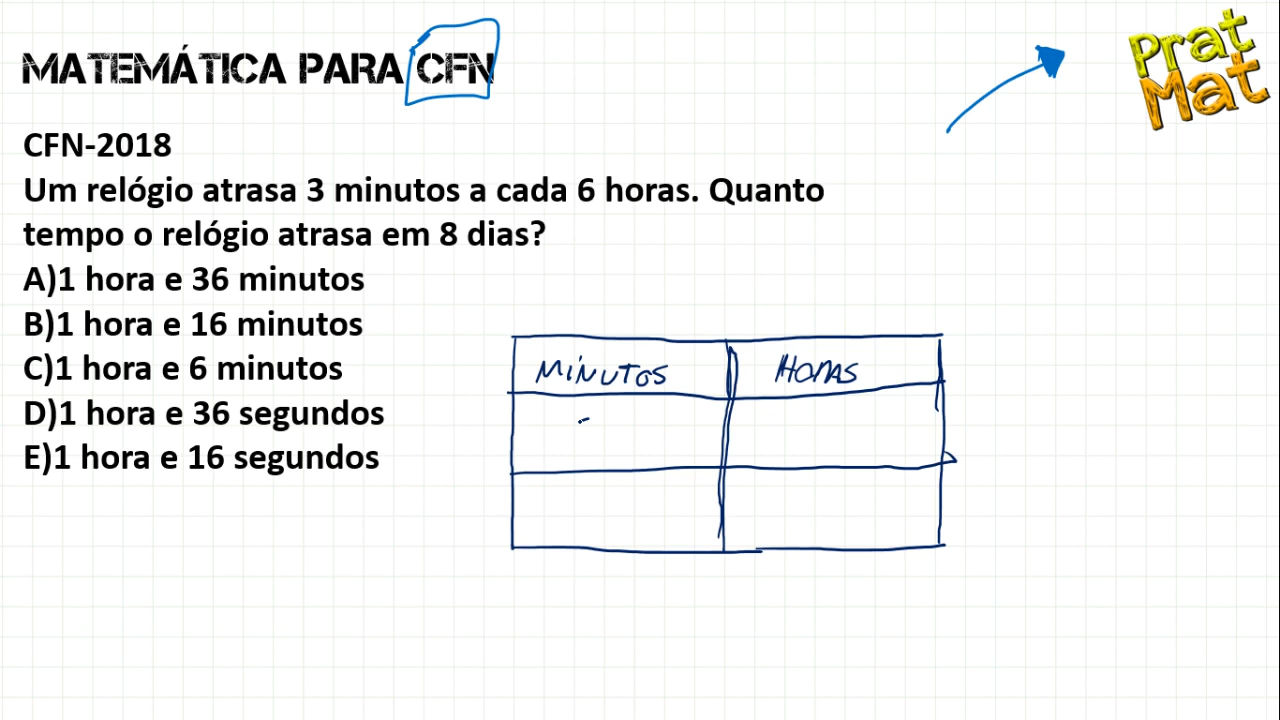 MATEMÁTICA PARA CFN
Prat
Mat
CFN-2018
Um relógio atrasa 3 minutos a cada 6 horas. Quanto
tempo o relógio atrasa em 8 dias?
A)1 hora e 36 minutos
B)1 hora e 16 minutos
C)1 hora e 6 minutos
D)1 hora e 36 segundos
E)1 hora e 16 segundos
MINUTOS HORAS